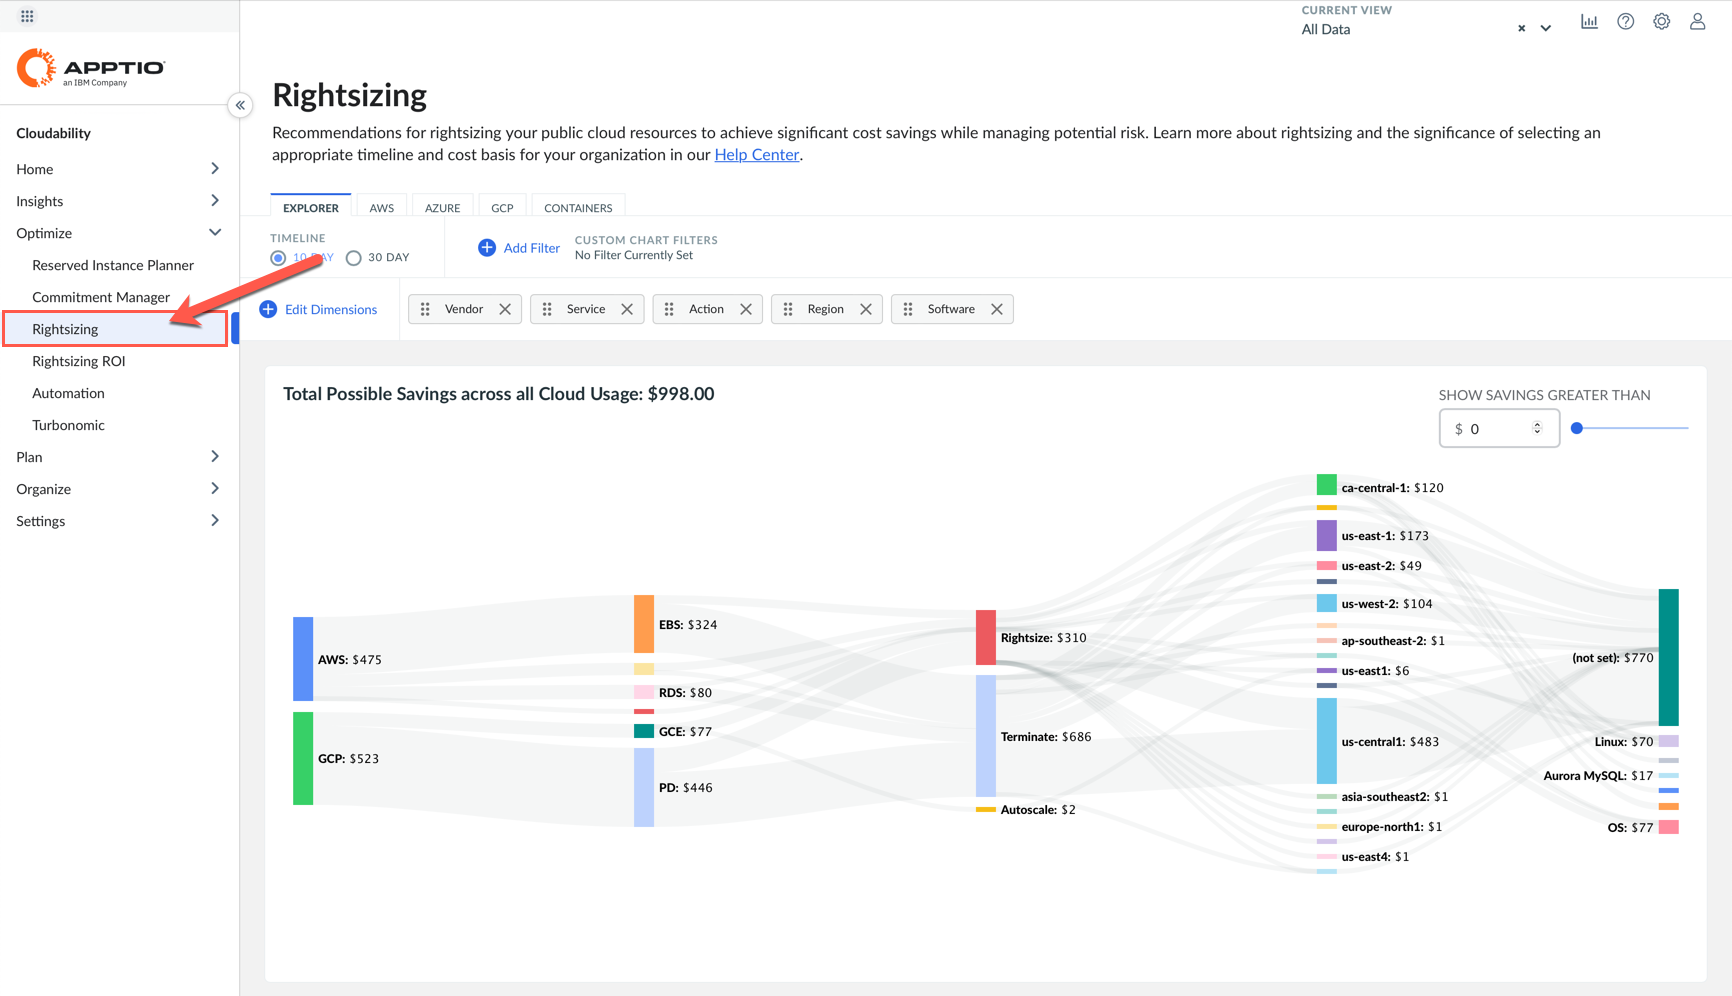 CURRENT VIEW
All Data
APPTIO
an IBM Company
Cloudability
Home
Insights
Optimize
Reserved Instance Planner
Commitment Manager
Rightsizing
Rightsizing ROI
Automation
Turbonomic
Plan
Organize
Settings
Rightsizing
Recommendations for rightsizing your public cloud resources to achieve significant cost savings while managing potential risk. Learn more about rightsizing and the significance of selecting an
appropriate timeline and cost basis for your organization in our Help Center.
EXPLORER AWS AZURE GCP CONTAINERS
TIMELINE
10 DAY 30 DAY
Add Filter
CUSTOM CHART FILTERS
No Filter Currently Set
Edit Dimensions
Vendor Service Action Region Software
Total Possible Savings across all Cloud Usage: $998.00
SHOW SAVINGS GREATER THAN
$ 0
AWS: $475
GCP: $523
EBS: $324
RDS: $80
GCE: $77
PD: $446
Rightsize: $310
Terminate: $686
Autoscale: $2
ca-central-1: $120
us-east-1: $173
us-east-2: $49
us-west-2: $104
ap-southeast-2: $1
us-east1: $6
us-central1: $483
asia-southeast2: $1
europe-north1: $1
us-east4: $1
(not set): $770
Linux: $70
Aurora MySQL: $17
OS: $77